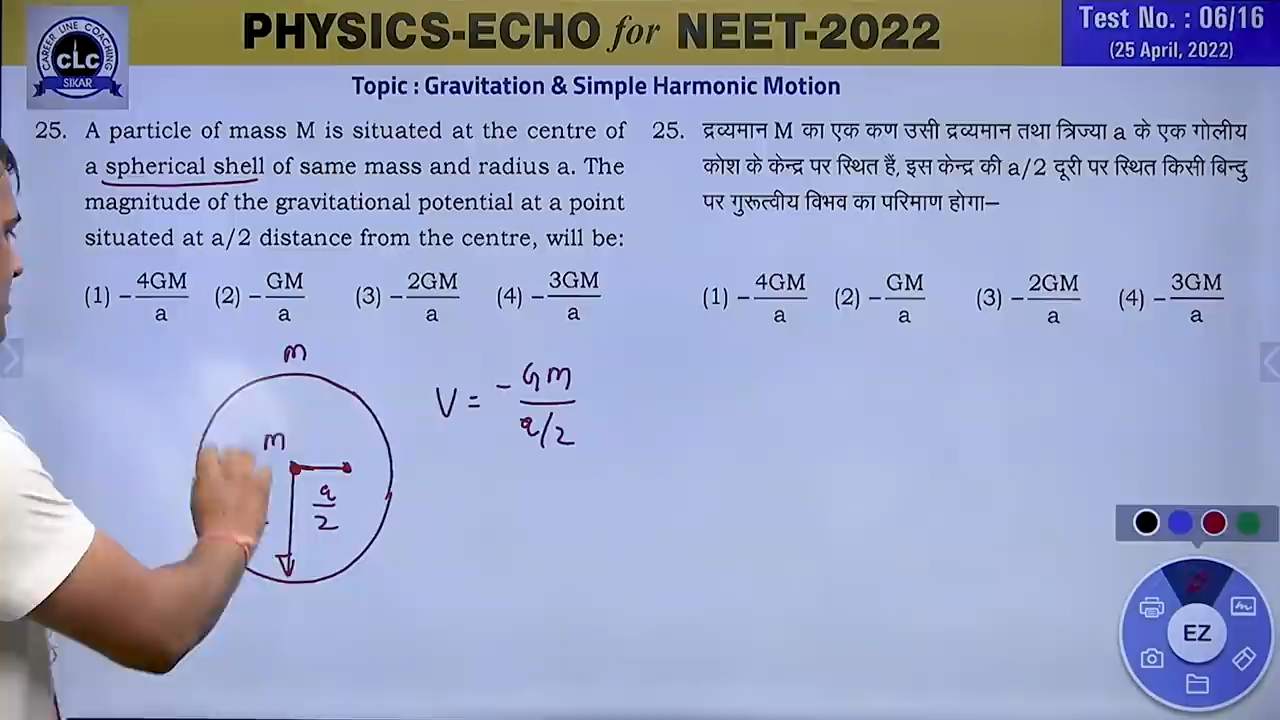 PHYSICS-ECHO for NEET-2022
Test No. : 06/16
(25 April, 2022)
CAREER LINE COACHING
CLC
SIKAR
Topic : Gravitation & Simple Harmonic Motion
25. A particle of mass M is situated at the centre of
a spherical shell of same mass and radius a. The
magnitude of the gravitational potential at a point
situated at a/2 distance from the centre, will be:
(1) -4GM/a (2) -GM/a (3) -2GM/a (4) -3GM/a
25. द्रव्यमान M का एक कण उसी द्रव्यमान तथा त्रिज्या a के एक गोलीय
कोश के केन्द्र पर स्थित हैं, इस केन्द्र की a/2 दूरी पर स्थित किसी बिन्दु
पर गुरूत्वीय विभव का परिमाण होगा–
(1) -4GM/a (2) -GM/a (3) -2GM/a (4) -3GM/a
m
m
a/2
V = -GM/a/2
EZ